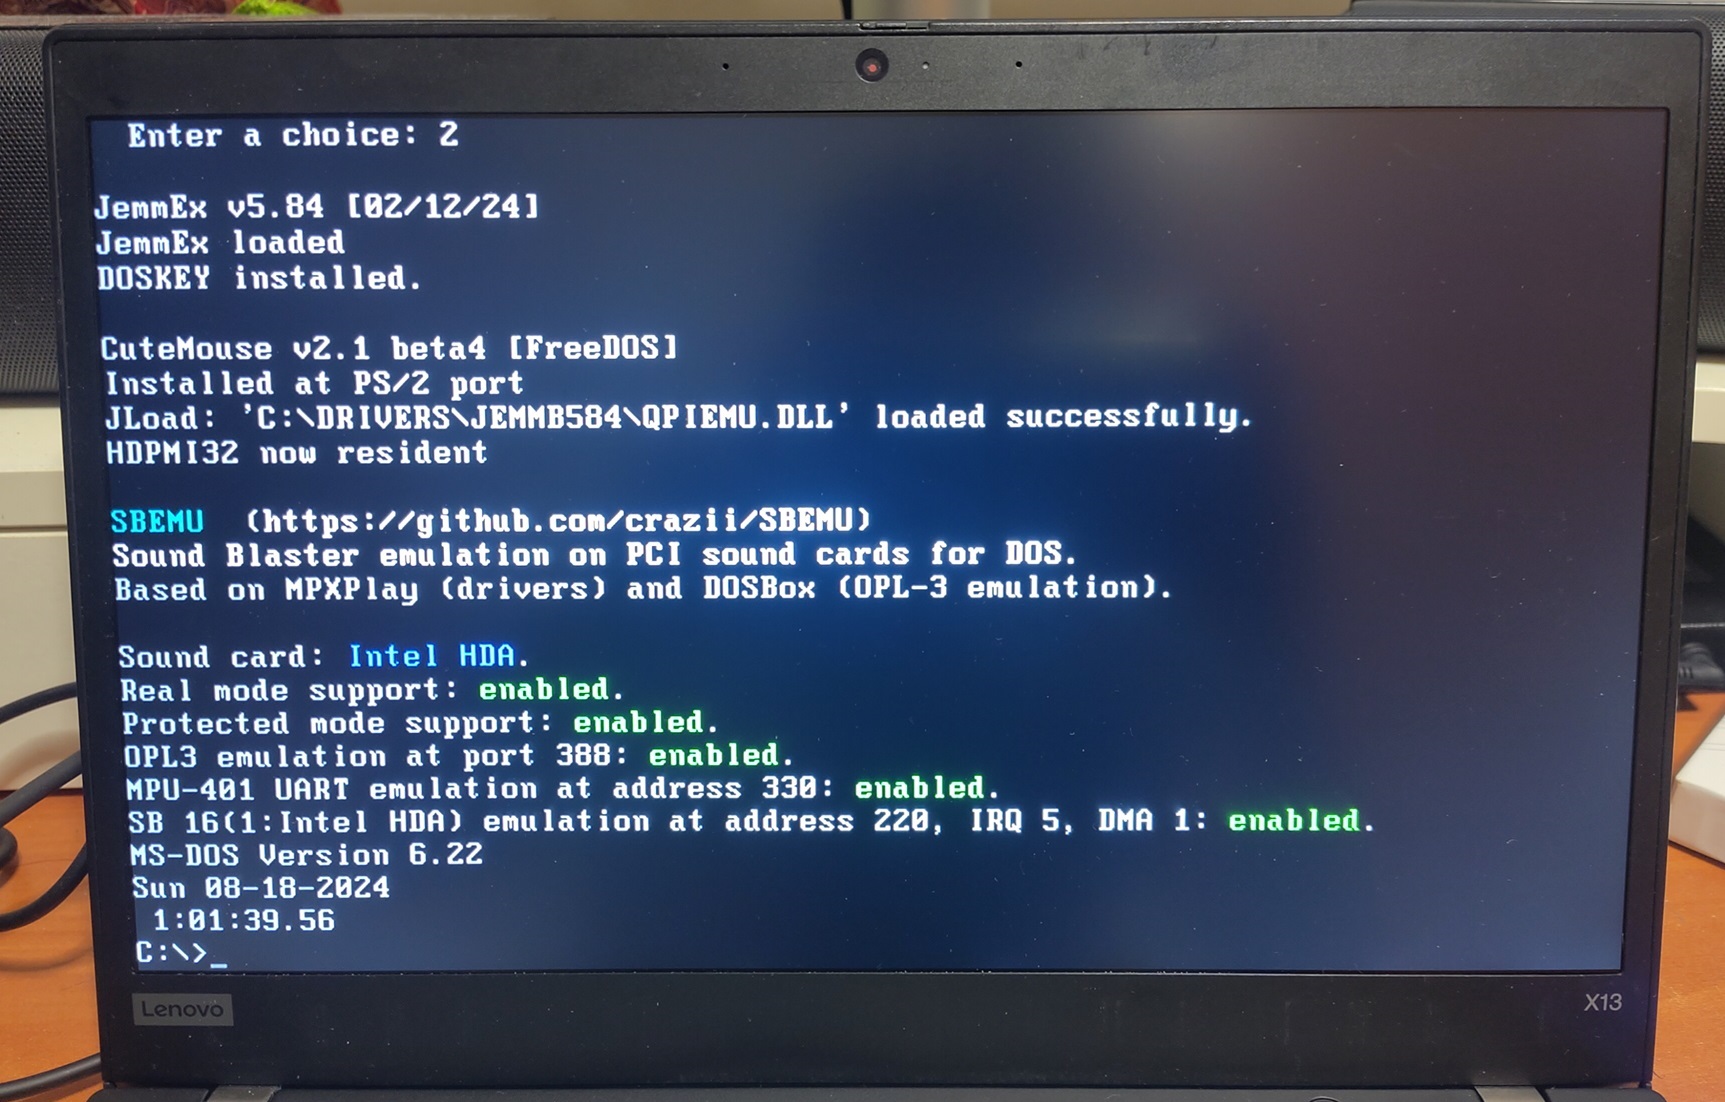 Enter a choice: 2
JemmEx v5.84 [02/12/24]
JemmEx loaded
DOSKEY installed.
CuteMouse v2.1 beta4 [FreeDOS]
Installed at PS/2 port
JLoad: 'C:\DRIVERS\JEMMB584\QPIEMU.DLL' loaded successfully.
HDPMI32 now resident
SBEMU (https://github.com/crazii/SBEMU)
Sound Blaster emulation on PCI sound cards for DOS.
Based on MPXPlay (drivers) and DOSBox (OPL-3 emulation).
Sound card: Intel HDA.
Real mode support: enabled.
Protected mode support: enabled.
OPL3 emulation at port 388: enabled.
MPU-401 UART emulation at address 330: enabled.
SB 16(1:Intel HDA) emulation at address 220, IRQ 5, DMA 1: enabled.
MS-DOS Version 6.22
Sun 08-18-2024
1:01:39.56
C:\>_
Lenovo
X13